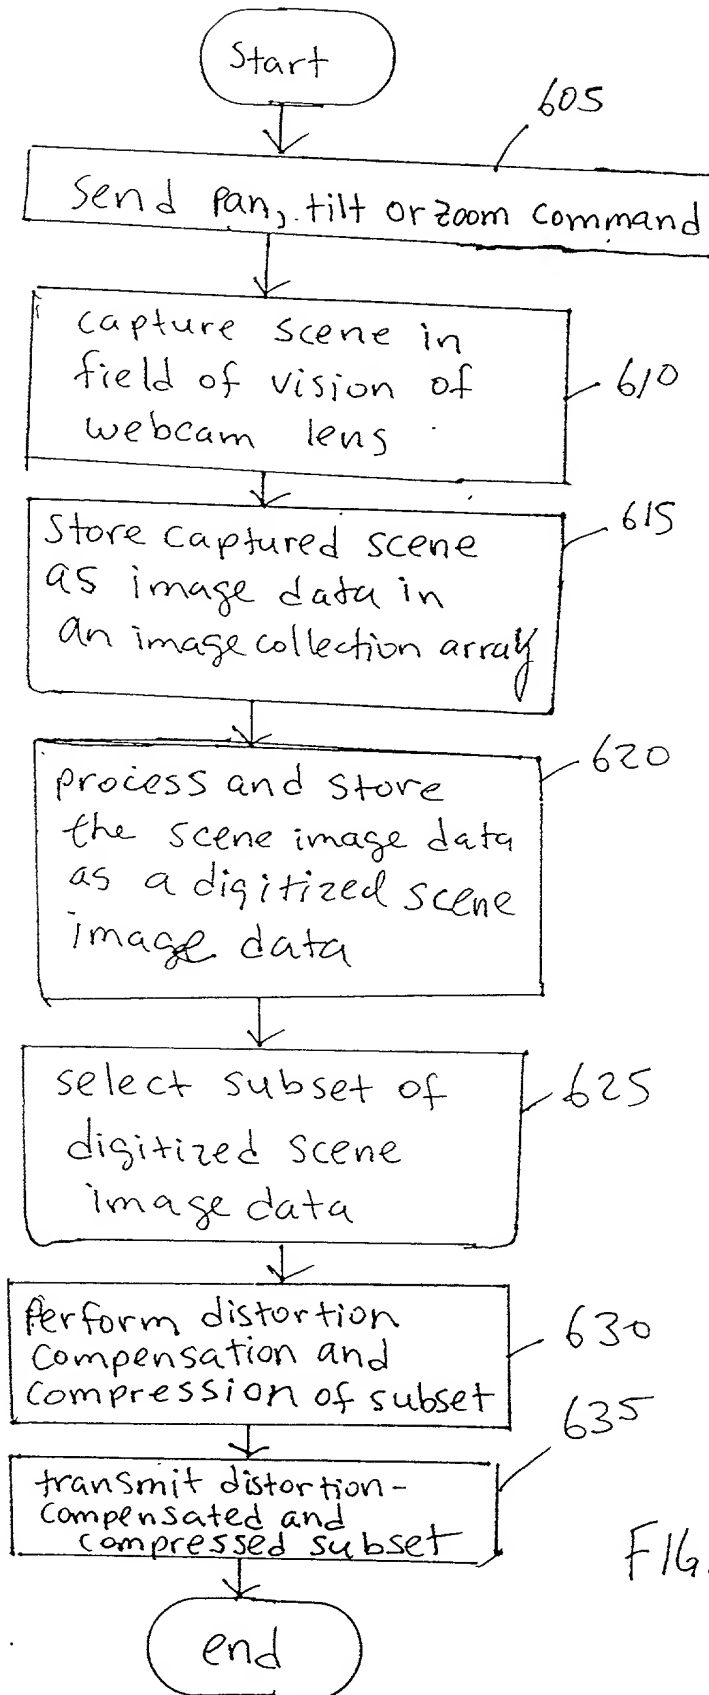 Start
605
Send Pan, tilt or zoom command
capture scene in
field of vision of
webcam lens
610
Store captured scene
as image data in
an image collection array
615
process and store
the scene image data
as a digitized scene
image data
620
select subset of
digitized scene
image data
625
Perform distortion
compensation and
compression of subset
630
635
transmit distortion-
compensated and
compressed subset
FIG.
end